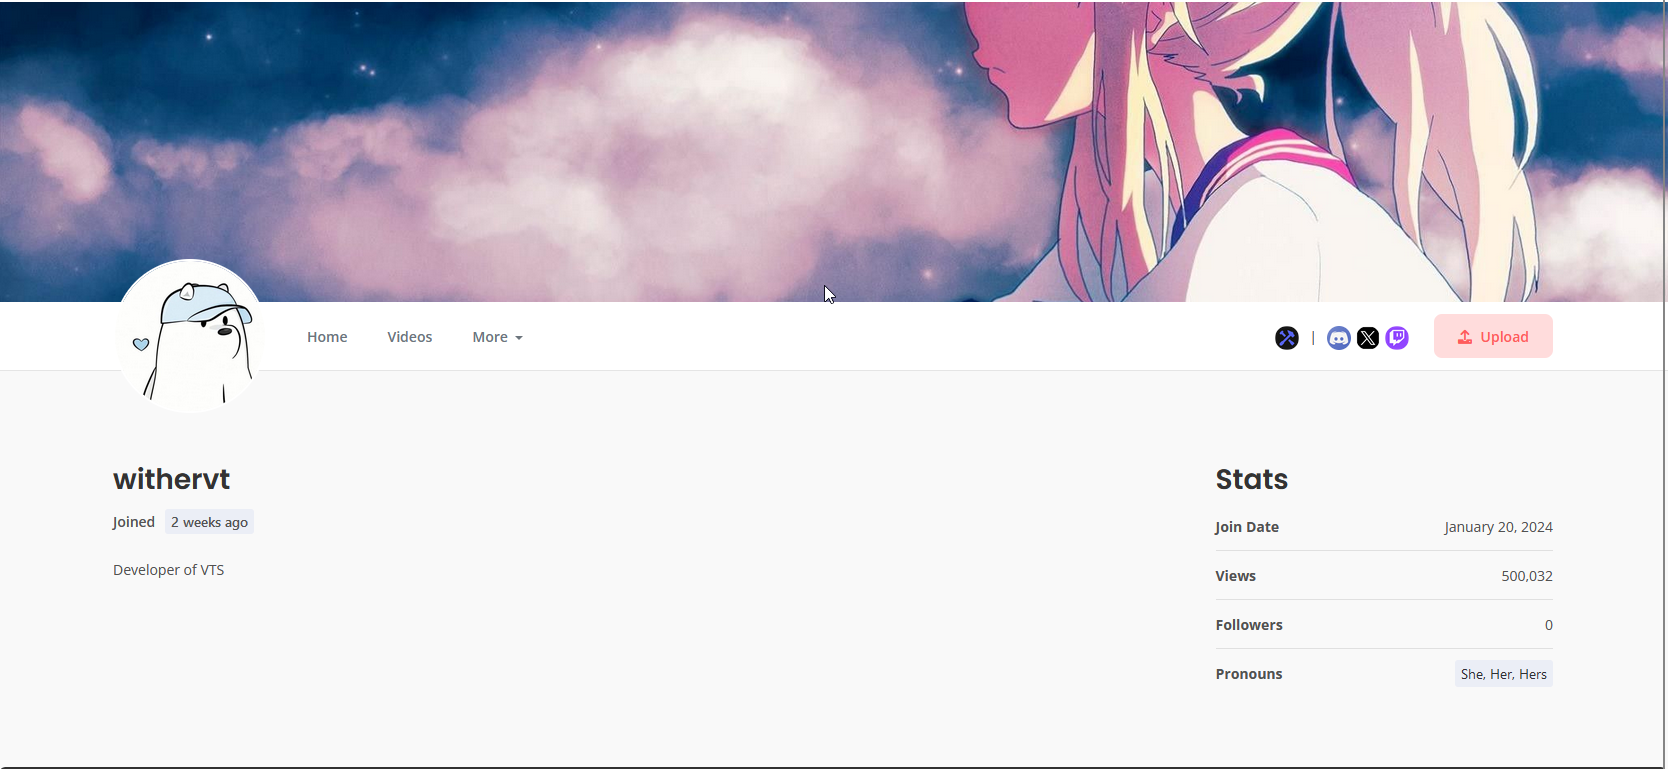 Home Videos More | Upload
withervt
Joined 2 weeks ago
Developer of VTS
Stats
Join Date January 20, 2024
Views 500,032
Followers 0
Pronouns She, Her, Hers